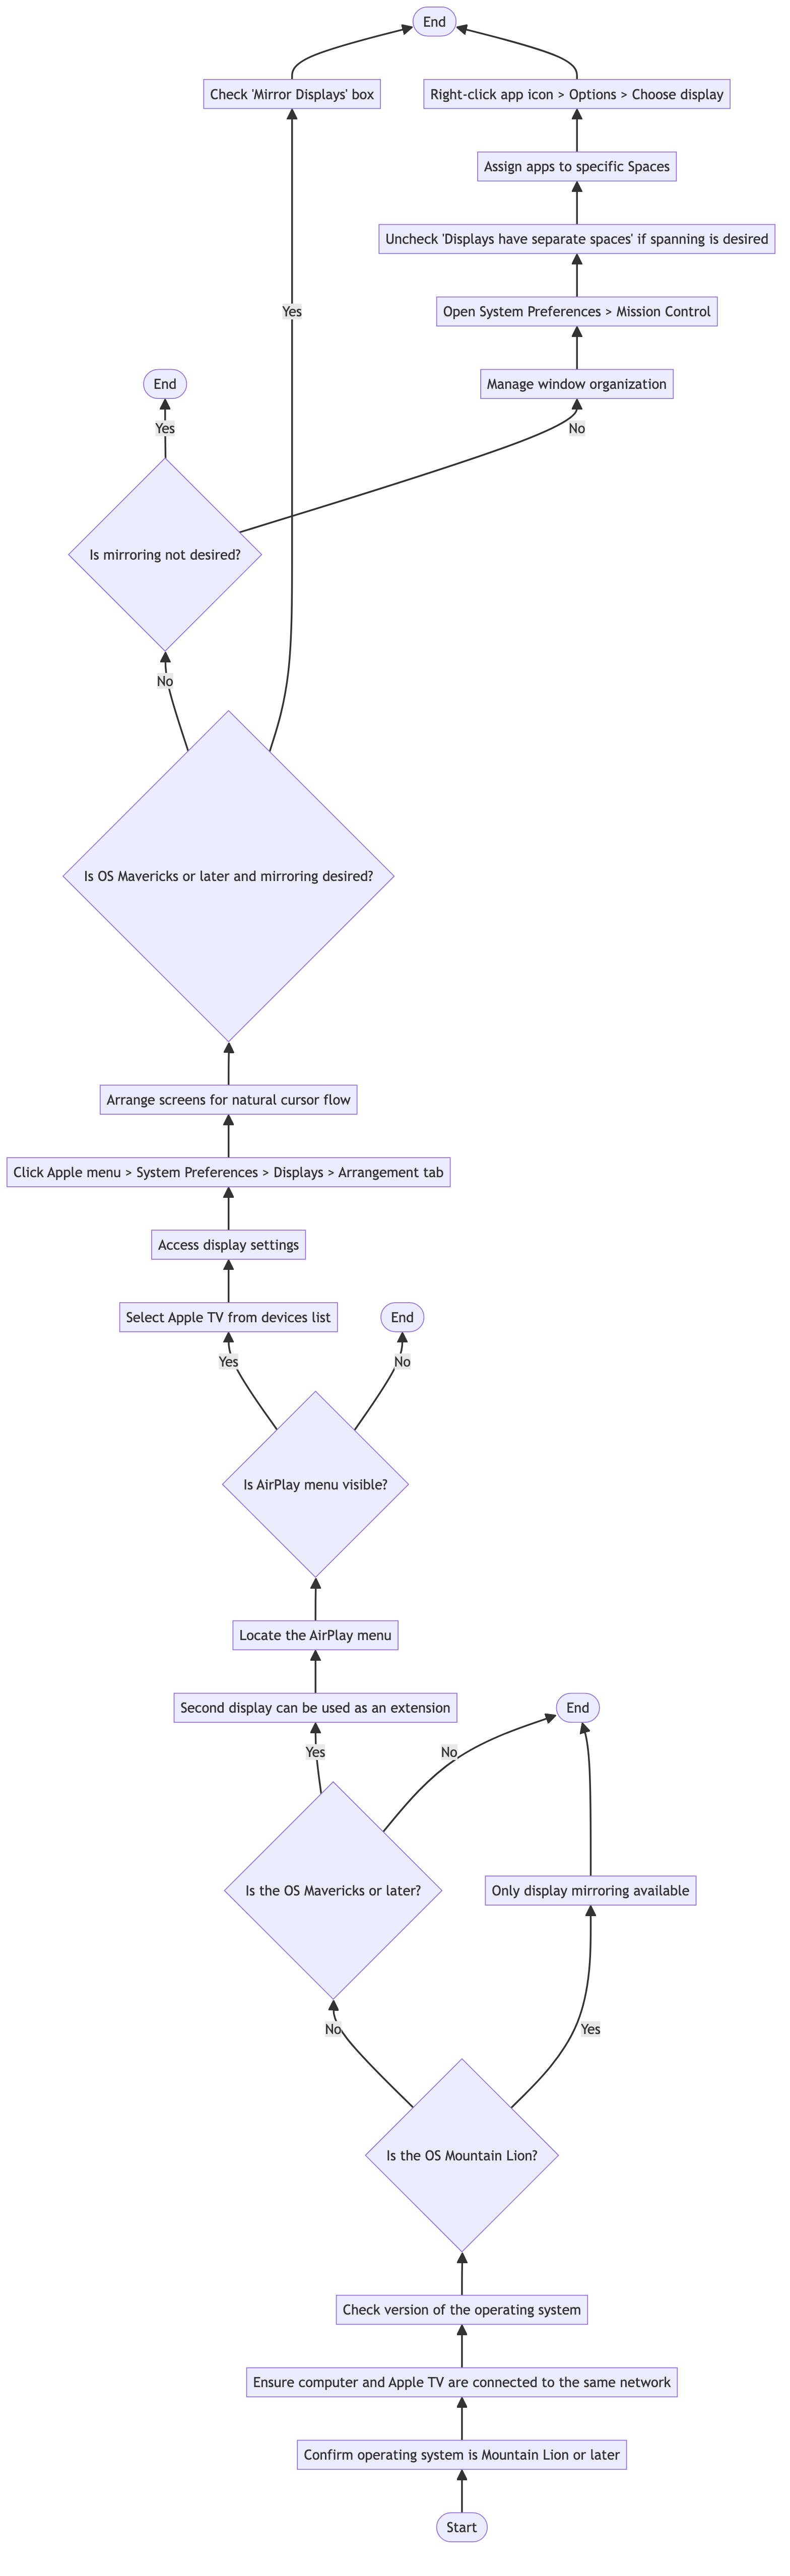 End
Check 'Mirror Displays' box
Right-click app icon > Options > Choose display
Assign apps to specific Spaces
Uncheck 'Displays have separate spaces' if spanning is desired
Yes
Open System Preferences > Mission Control
End
Manage window organization
Yes
No
Is mirroring not desired?
No
Is OS Mavericks or later and mirroring desired?
Arrange screens for natural cursor flow
Click Apple menu > System Preferences > Displays > Arrangement tab
Access display settings
Select Apple TV from devices list
End
Yes
No
Is AirPlay menu visible?
Locate the AirPlay menu
Second display can be used as an extension
End
Yes
No
Is the OS Mavericks or later?
Only display mirroring available
No
Yes
Is the OS Mountain Lion?
Check version of the operating system
Ensure computer and Apple TV are connected to the same network
Confirm operating system is Mountain Lion or later
Start